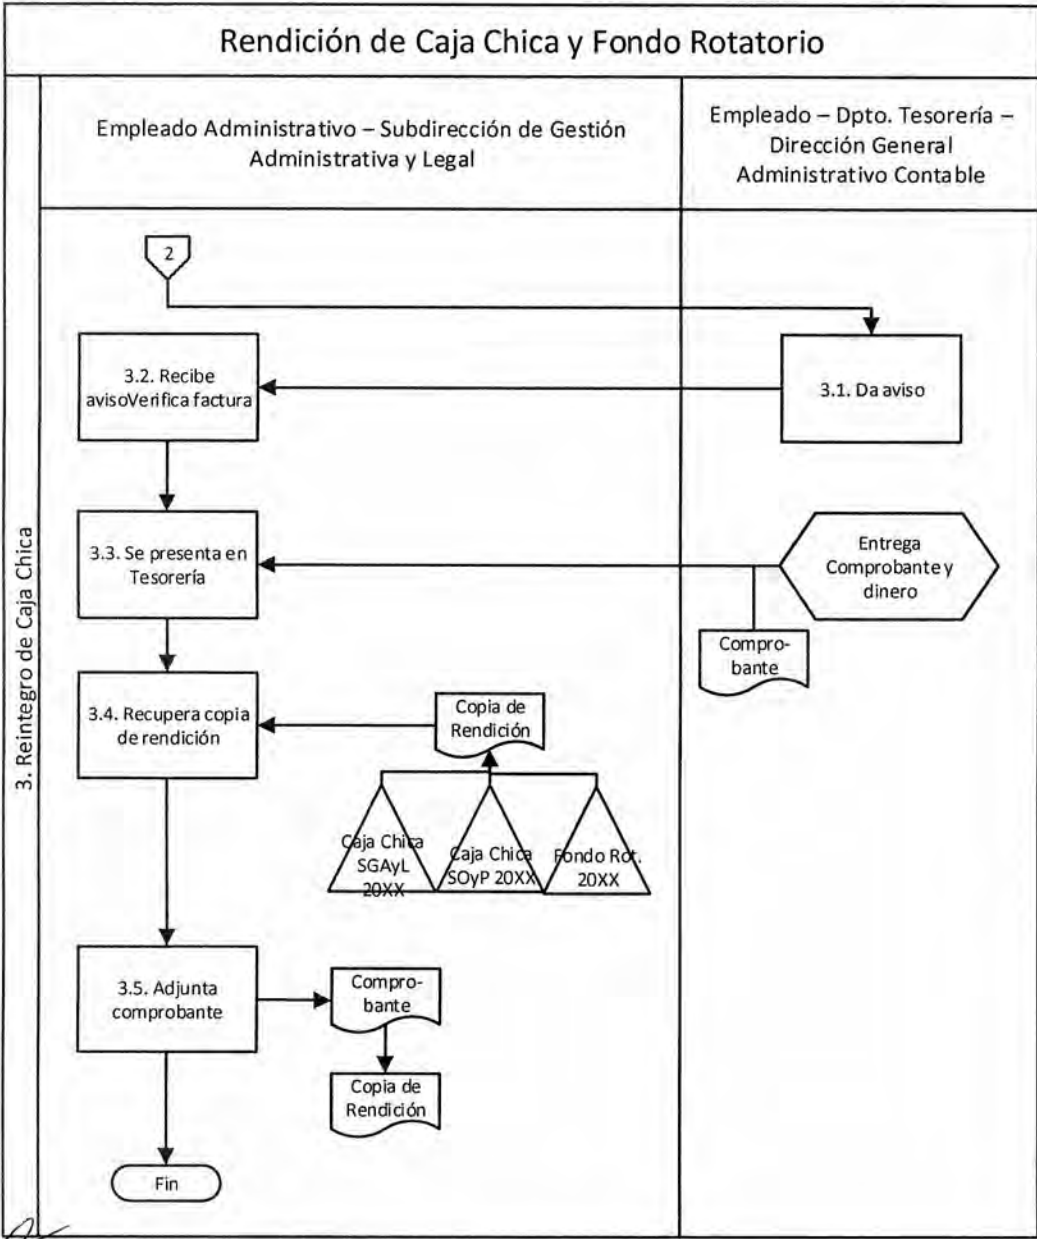 Rendición de Caja Chica y Fondo Rotatorio
Empleado Administrativo – Subdirección de Gestión
Administrativa y Legal
Empleado – Dpto. Tesorería –
Dirección General
Administrativo Contable
3. Reintegro de Caja Chica
2
3.1. Da aviso
3.2. Recibe
avisoVerifica factura
3.3. Se presenta en
Tesorería
Entrega
Comprobante y
dinero
Compro-
bante
3.4. Recupera copia
de rendición
Copia de
Rendición
Caja Chica
SGAyL
20XX
Caja Chica
SOyP 20XX
Fondo Rot.
20XX
3.5. Adjunta
comprobante
Compro-
bante
Copia de
Rendición
Fin